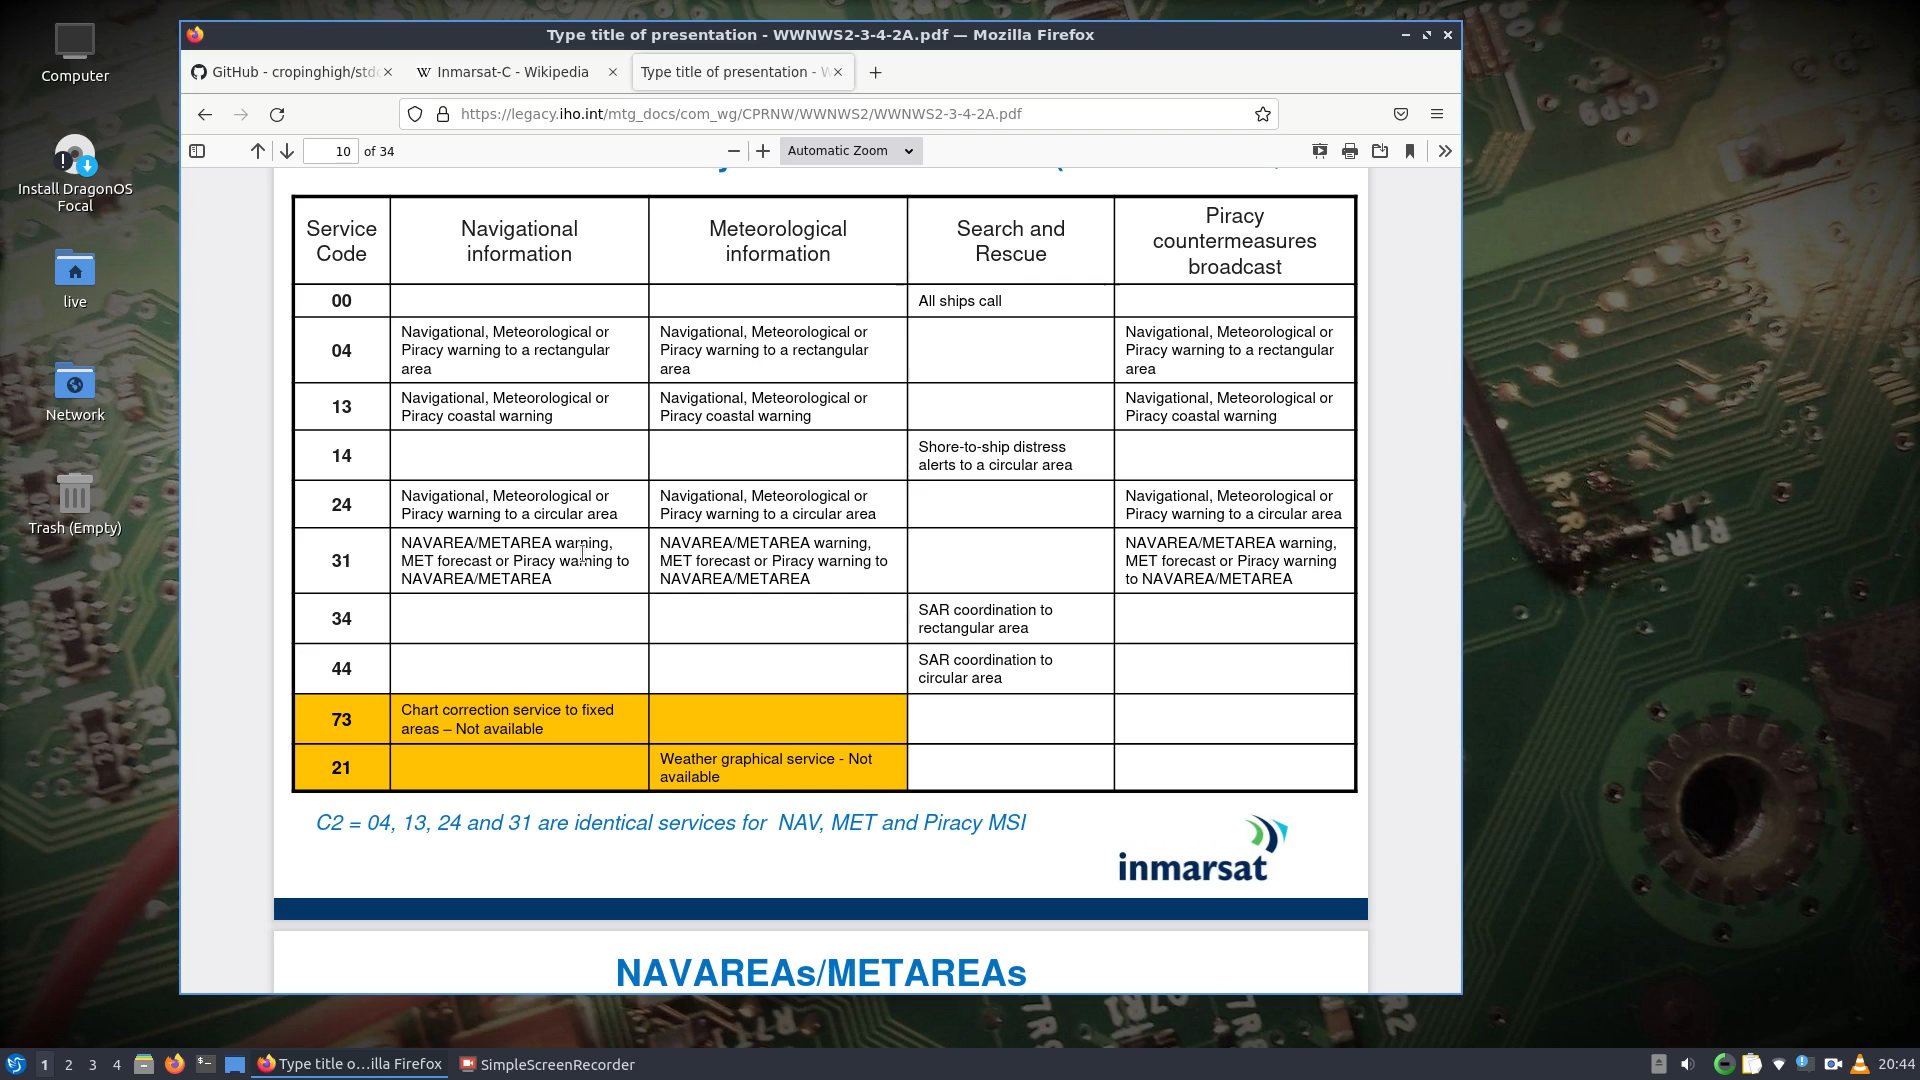 Type title of presentation - WWNWS2-3-4-2A.pdf — Mozilla Firefox
GitHub - cropinghigh/stdc
Inmarsat-C - Wikipedia
Type title of presentation - W
https://legacy.iho.int/mtg_docs/com_wg/CPRNW/WWNWS2/WWNWS2-3-4-2A.pdf
10 of 34
Automatic Zoom
Computer
Install DragonOS
Focal
live
Network
Trash (Empty)
Service
Code
Navigational
information
Meteorological
information
Search and
Rescue
Piracy
countermeasures
broadcast
00
All ships call
04
Navigational, Meteorological or
Piracy warning to a rectangular
area
Navigational, Meteorological or
Piracy warning to a rectangular
area
Navigational, Meteorological or
Piracy warning to a rectangular
area
13
Navigational, Meteorological or
Piracy coastal warning
Navigational, Meteorological or
Piracy coastal warning
Navigational, Meteorological or
Piracy coastal warning
14
Shore-to-ship distress
alerts to a circular area
24
Navigational, Meteorological or
Piracy warning to a circular area
Navigational, Meteorological or
Piracy warning to a circular area
Navigational, Meteorological or
Piracy warning to a circular area
31
NAVAREA/METAREA warning,
MET forecast or Piracy warning to
NAVAREA/METAREA
NAVAREA/METAREA warning,
MET forecast or Piracy warning to
NAVAREA/METAREA
NAVAREA/METAREA warning,
MET forecast or Piracy warning
to NAVAREA/METAREA
34
SAR coordination to
rectangular area
44
SAR coordination to
circular area
73
Chart correction service to fixed
areas – Not available
21
Weather graphical service - Not
available
C2 = 04, 13, 24 and 31 are identical services for NAV, MET and Piracy MSI
inmarsat
NAVAREAs/METAREAs
1 2 3 4
Type title o...illa Firefox
SimpleScreenRecorder
20:44